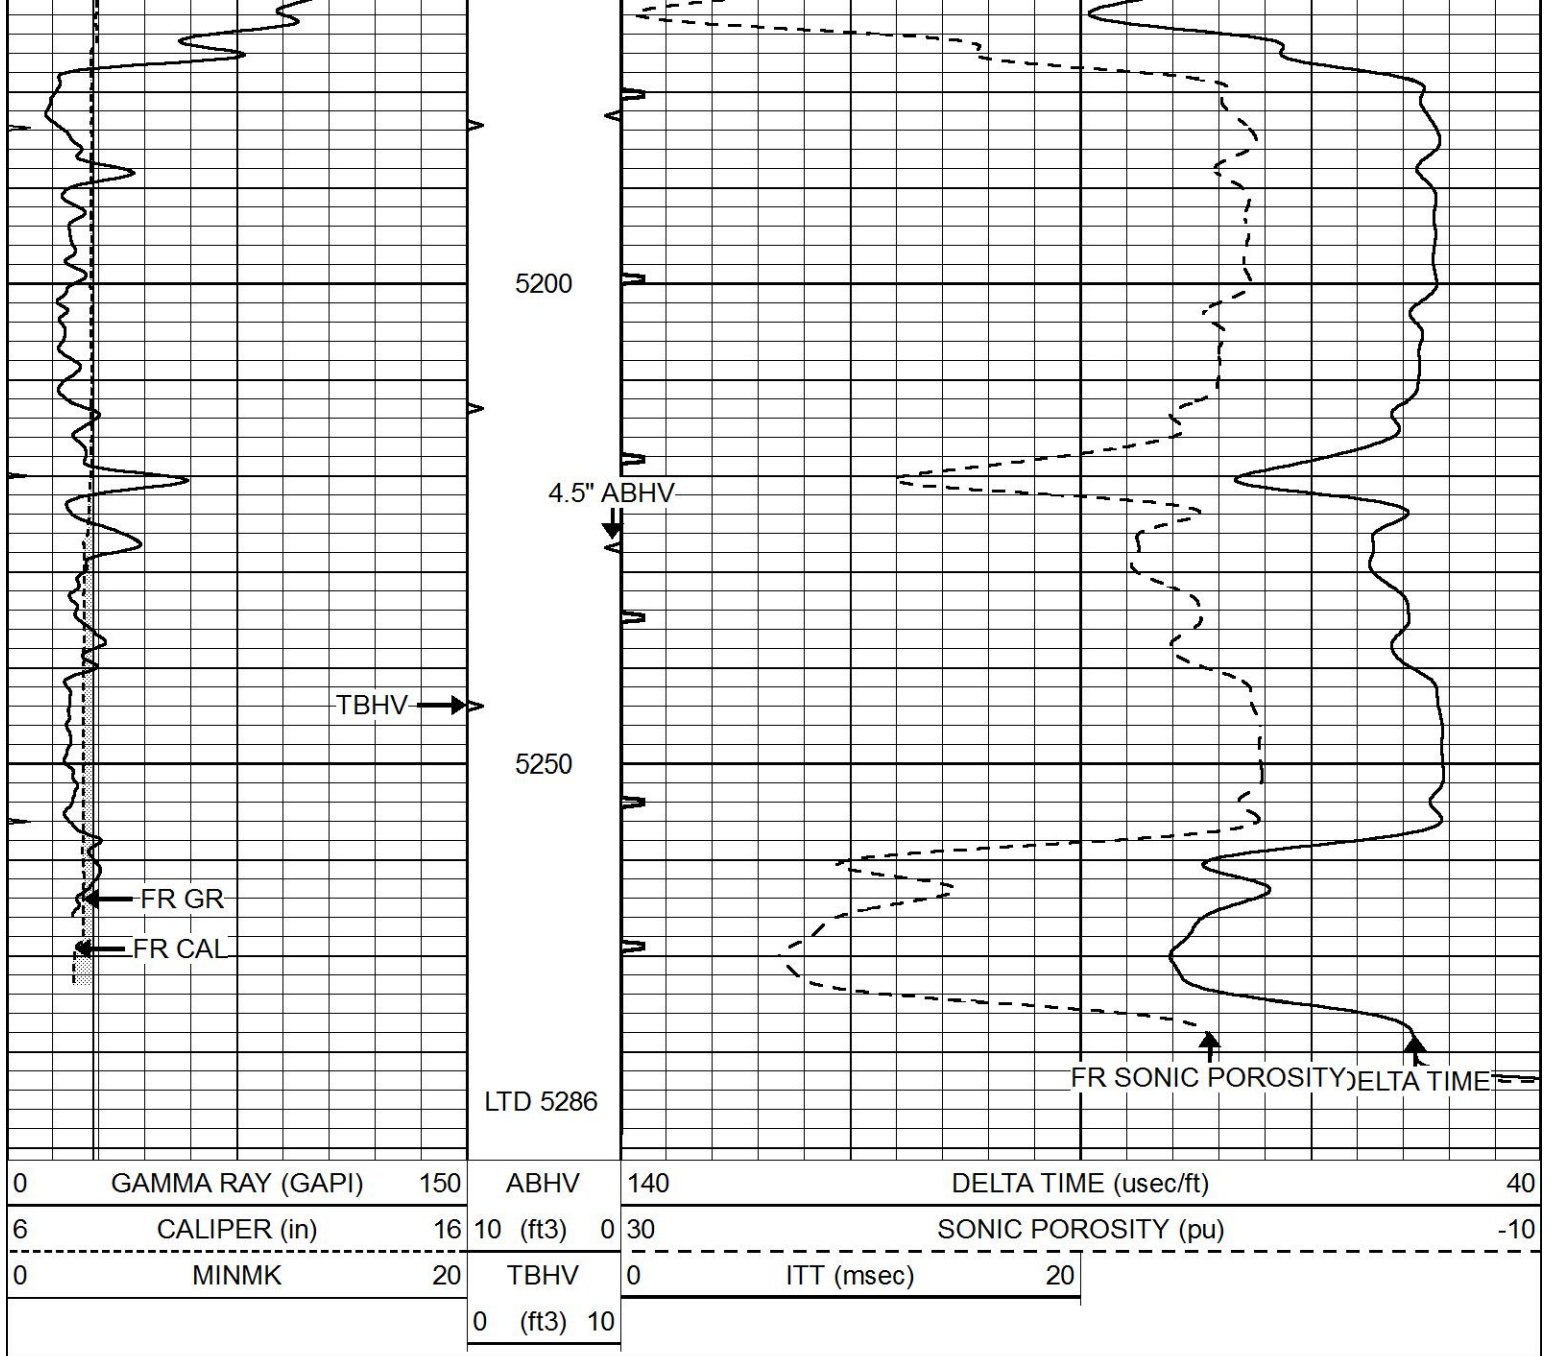 5200
4.5" ABHV
TBHV
5250
FR GR
FR CAL
FR SONIC POROSITY DELTA TIME
LTD 5286
0 GAMMA RAY (GAPI) 150 ABHV 140 DELTA TIME (usec/ft) 40
6 CALIPER (in) 16 10 (ft3) 0 30 SONIC POROSITY (pu) -10
0 MINMK 20 TBHV 0 ITT (msec) 20
0 (ft3) 10